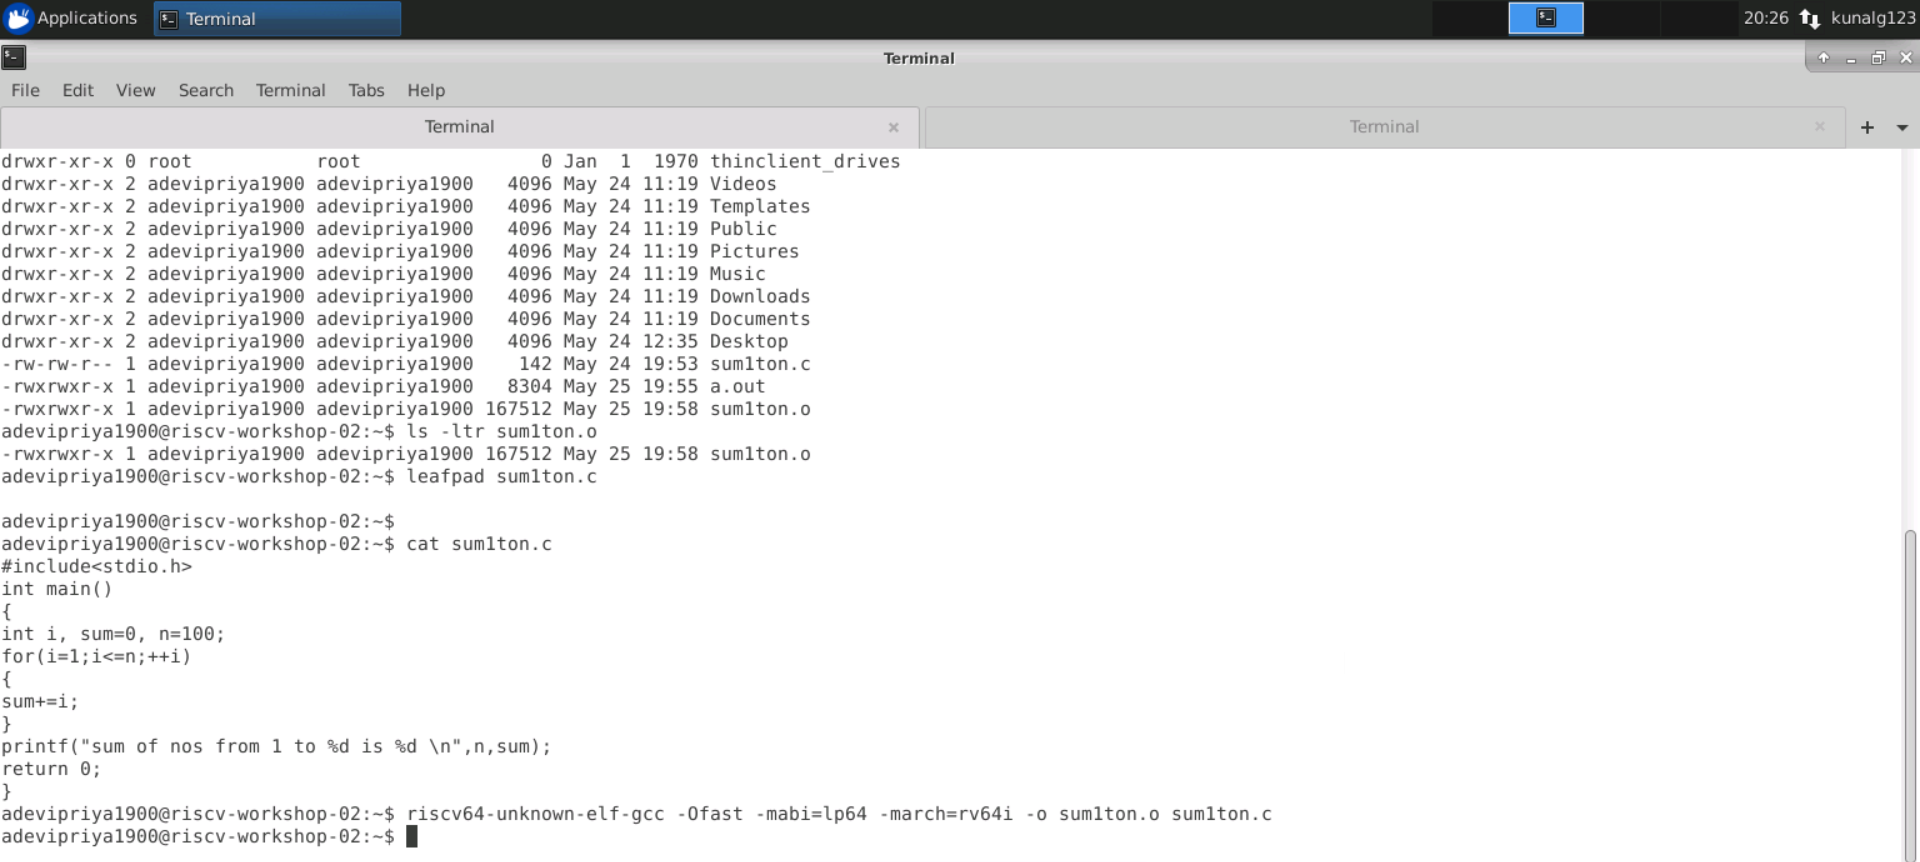 Applications Terminal 20:26 kunalg123
Terminal
File Edit View Search Terminal Tabs Help
Terminal Terminal
drwxr-xr-x 0 root root 0 Jan 1 1970 thinclient_drives
drwxr-xr-x 2 adevipriya1900 adevipriya1900 4096 May 24 11:19 Videos
drwxr-xr-x 2 adevipriya1900 adevipriya1900 4096 May 24 11:19 Templates
drwxr-xr-x 2 adevipriya1900 adevipriya1900 4096 May 24 11:19 Public
drwxr-xr-x 2 adevipriya1900 adevipriya1900 4096 May 24 11:19 Pictures
drwxr-xr-x 2 adevipriya1900 adevipriya1900 4096 May 24 11:19 Music
drwxr-xr-x 2 adevipriya1900 adevipriya1900 4096 May 24 11:19 Downloads
drwxr-xr-x 2 adevipriya1900 adevipriya1900 4096 May 24 11:19 Documents
drwxr-xr-x 2 adevipriya1900 adevipriya1900 4096 May 24 12:35 Desktop
-rw-rw-r-- 1 adevipriya1900 adevipriya1900 142 May 24 19:53 sum1ton.c
-rwxrwxr-x 1 adevipriya1900 adevipriya1900 8304 May 25 19:55 a.out
-rwxrwxr-x 1 adevipriya1900 adevipriya1900 167512 May 25 19:58 sum1ton.o
adevipriya1900@riscv-workshop-02:~$ ls -ltr sum1ton.o
-rwxrwxr-x 1 adevipriya1900 adevipriya1900 167512 May 25 19:58 sum1ton.o
adevipriya1900@riscv-workshop-02:~$ leafpad sum1ton.c
adevipriya1900@riscv-workshop-02:~$
adevipriya1900@riscv-workshop-02:~$ cat sum1ton.c
#include<stdio.h>
int main()
{
int i, sum=0, n=100;
for(i=1;i<=n;++i)
{
sum+=i;
}
printf("sum of nos from 1 to %d is %d \n",n,sum);
return 0;
}
adevipriya1900@riscv-workshop-02:~$ riscv64-unknown-elf-gcc -Ofast -mabi=lp64 -march=rv64i -o sum1ton.o sum1ton.c
adevipriya1900@riscv-workshop-02:~$